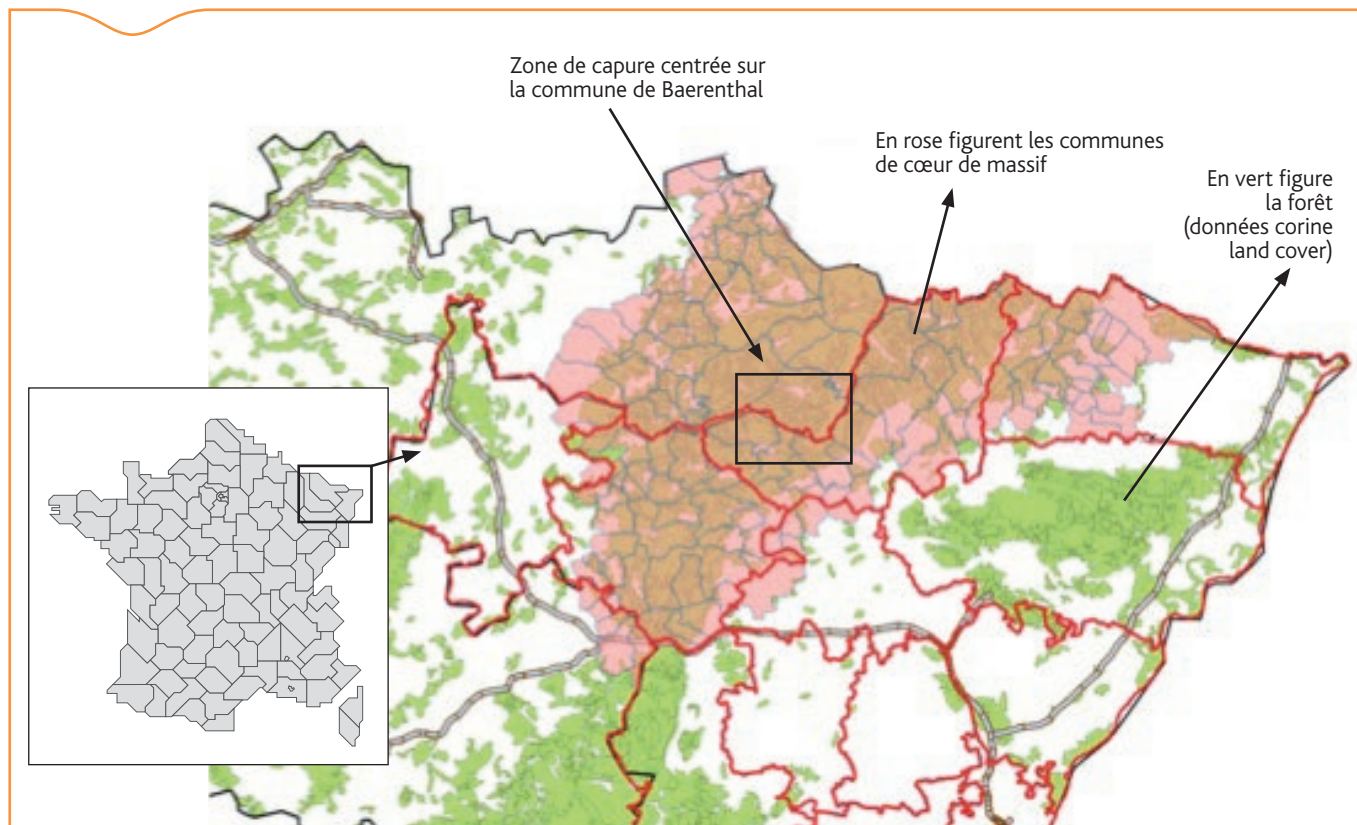 Zone de capure centrée sur
la commune de Baerenthal
En rose figurent les communes
de cœur de massif
En vert figure
la forêt
(données corine
land cover)